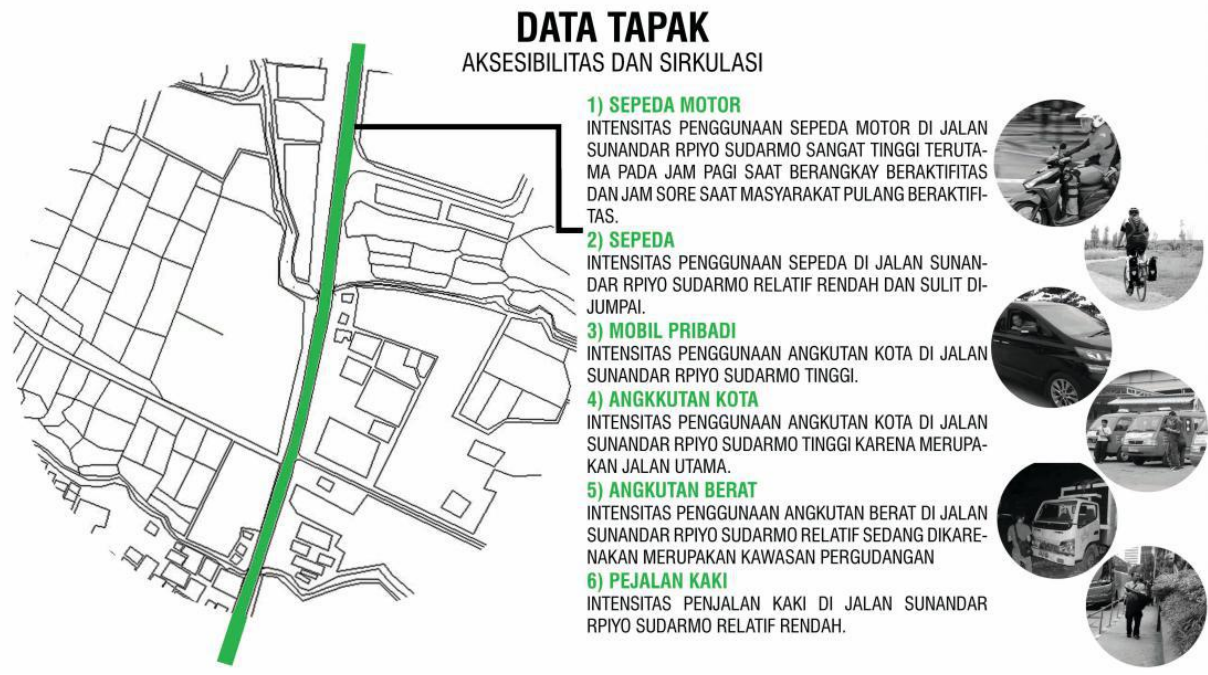 DATA TAPAK
AKSESIBILITAS DAN SIRKULASI
1) SEPEDA MOTOR
INTENSITAS PENGGUNAAN SEPEDA MOTOR DI JALAN
SUNANDAR RPIYO SUDARMO SANGAT TINGGI TERUTA-
MA PADA JAM PAGI SAAT BERANGKAY BERAKTIFITAS
DAN JAM SORE SAAT MASYARAKAT PULANG BERAKTIFI-
TAS.
2) SEPEDA
INTENSITAS PENGGUNAAN SEPEDA DI JALAN SUNAN-
DAR RPIYO SUDARMO RELATIF RENDAH DAN SULIT DI-
JUMPAI.
3) MOBIL PRIBADI
INTENSITAS PENGGUNAAN ANGKUTAN KOTA DI JALAN
SUNANDAR RPIYO SUDARMO TINGGI.
4) ANGKKUTAN KOTA
INTENSITAS PENGGUNAAN ANGKUTAN KOTA DI JALAN
SUNANDAR RPIYO SUDARMO TINGGI KARENA MERUPA-
KAN JALAN UTAMA.
5) ANGKUTAN BERAT
INTENSITAS PENGGUNAAN ANGKUTAN BERAT DI JALAN
SUNANDAR RPIYO SUDARMO RELATIF SEDANG DIKARE-
NAKAN MERUPAKAN KAWASAN PERGUDANGAN
6) PEJALAN KAKI
INTENSITAS PENJALAN KAKI DI JALAN SUNANDAR
RPIYO SUDARMO RELATIF RENDAH.